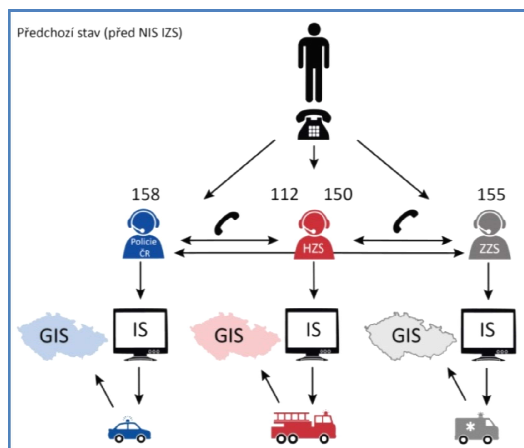 Předchozí stav (před NIS IZS)
158
112
150
155
Policie
ČR
HZS
ZZS
GIS
IS
GIS
IS
GIS
IS